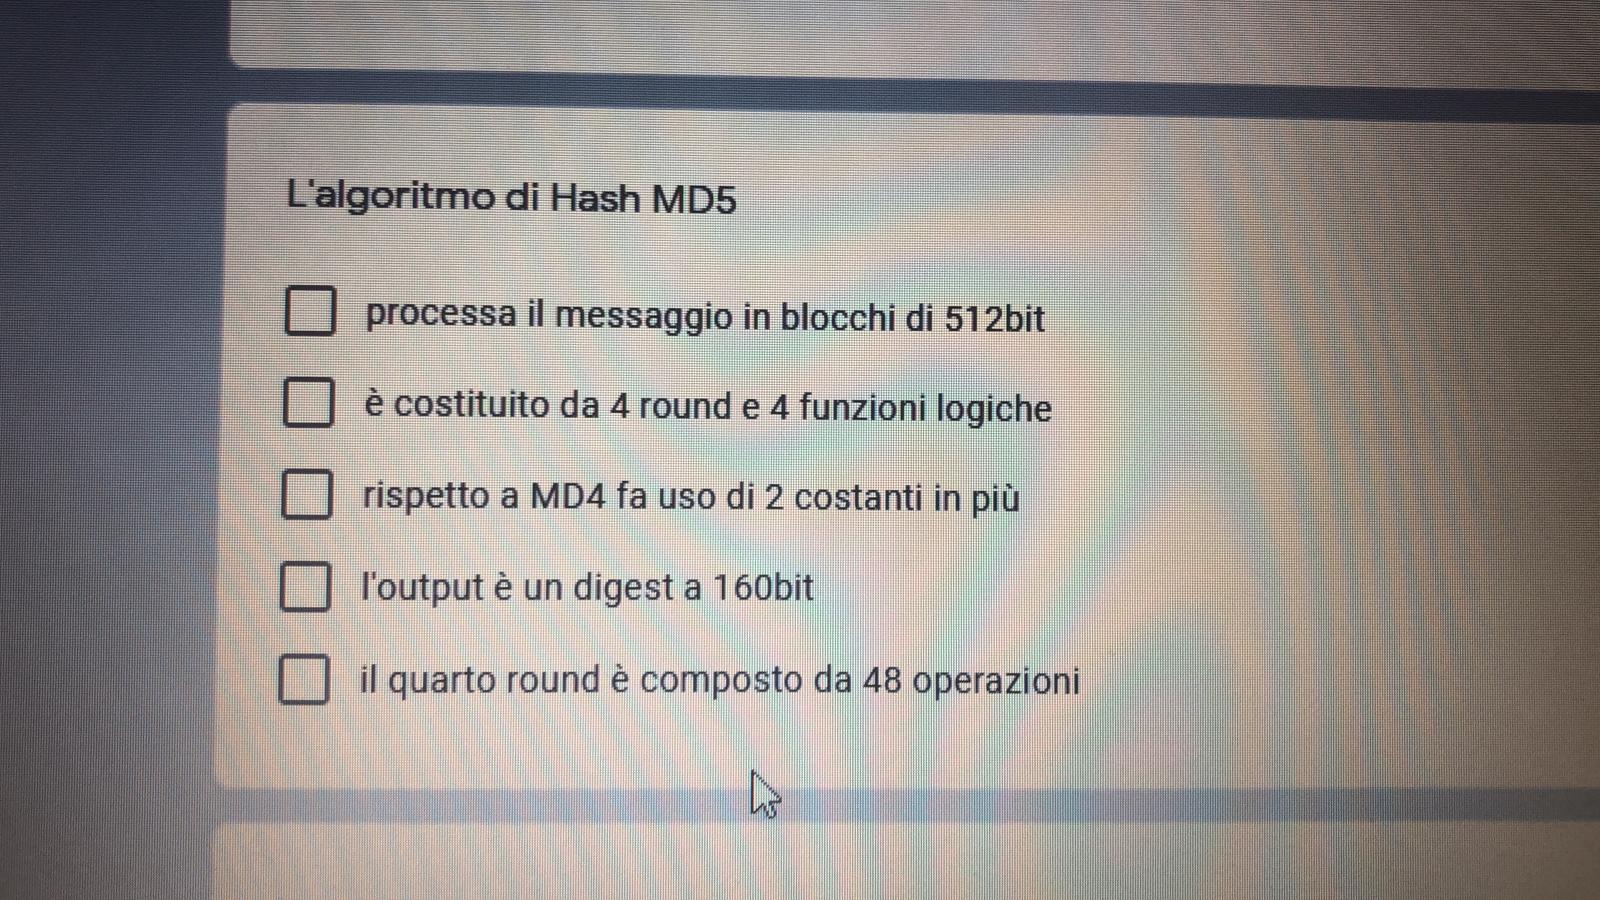 L'algoritmo di Hash MD5
processa il messaggio in blocchi di 512bit
è costituito da 4 round e 4 funzioni logiche
rispetto a MD4 fa uso di 2 costanti in più
l'output è un digest a 160bit
il quarto round è composto da 48 operazioni